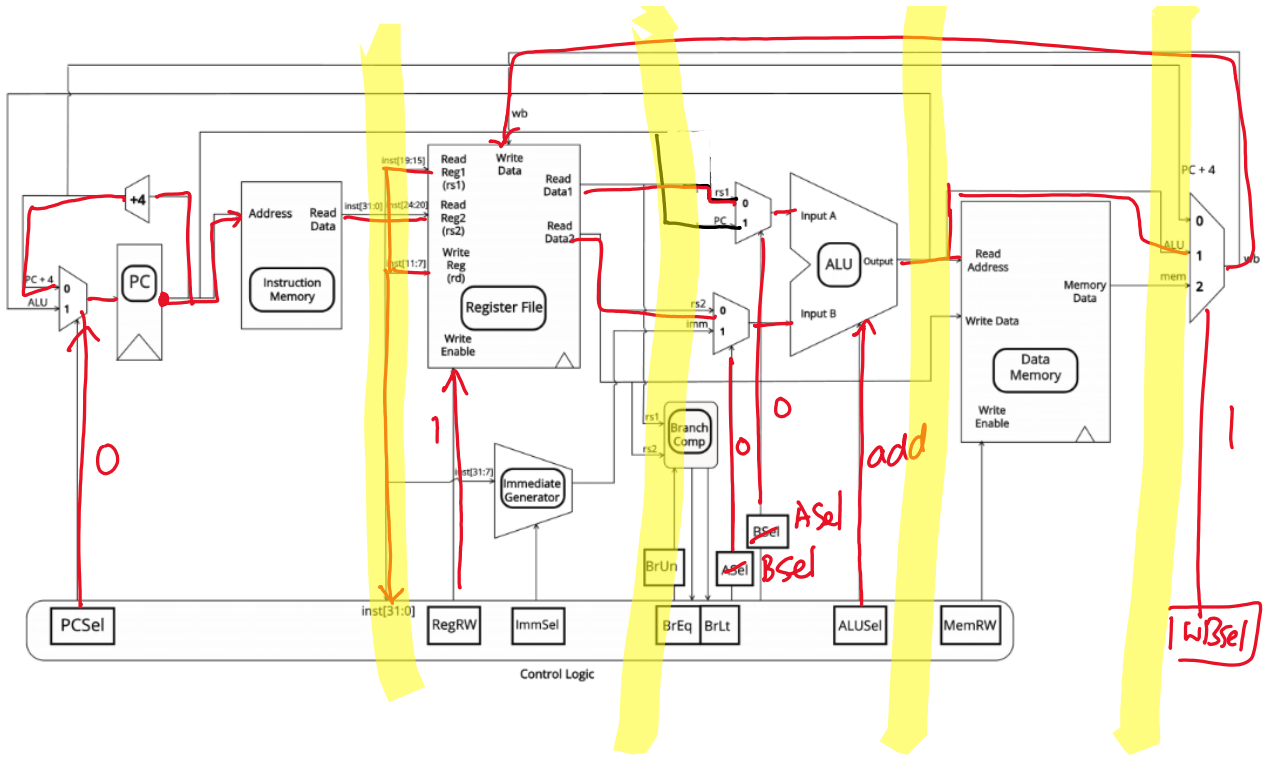 wb
PC + 4
+4
inst[19:15]
Read
Reg1
(rs1)
Write
Data
Read
Data1
rs1
0
PC
1
Input A
Address
Read
Data
inst[31:0]
inst[24:20]
Read
Reg2
(rs2)
Read
Data2
0
1
ALU
wb
mem
2
PC + 4
0
ALU
1
PC
Instruction
Memory
inst[11:7]
Write
Reg
(rd)
Register File
Write
Enable
rs2
0
imm
1
Input B
ALU
Output
Read
Address
Memory
Data
Write Data
Data
Memory
Write
Enable
0
1
rs1
rs2
Branch
Comp
0
0
add
1
inst[31:7]
Immediate
Generator
BSel
ASel
BrUn
ASel
BSel
PCSel
inst[31:0]
RegRW
ImmSel
BrEq
BrLt
ALUSel
MemRW
WBSel
Control Logic